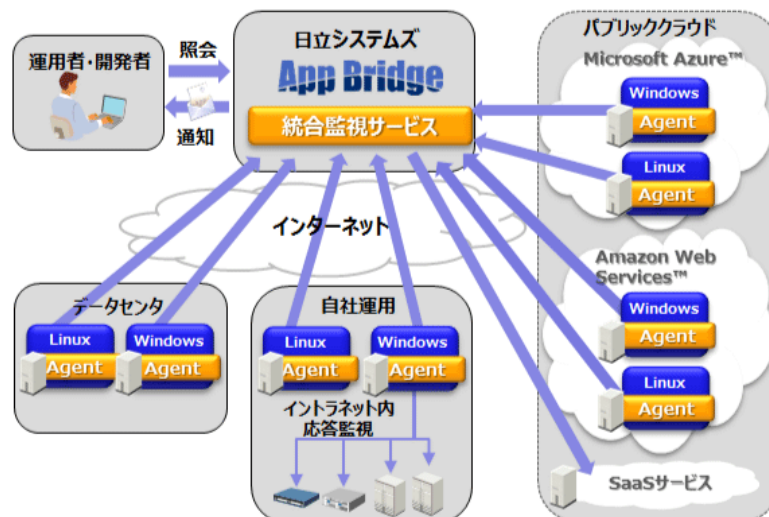 運用者・開発者
照会
通知
日立システムズ
App Bridge
統合監視サービス
パブリッククラウド
Microsoft Azure™
Windows
Agent
Linux
Agent
インターネット
Amazon Web
Services™
Windows
Agent
Linux
Agent
SaaSサービス
データセンタ
Linux
Agent
Windows
Agent
自社運用
Linux
Agent
Windows
Agent
イントラネット内
応答監視